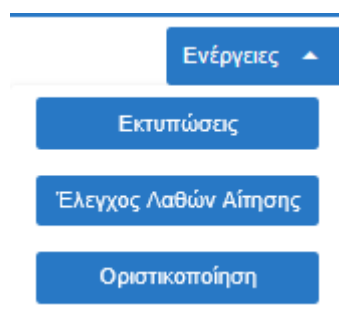 Ενέργειες
Εκτυπώσεις
Έλεγχος Λαθών Αίτησης
Οριστικοποίηση